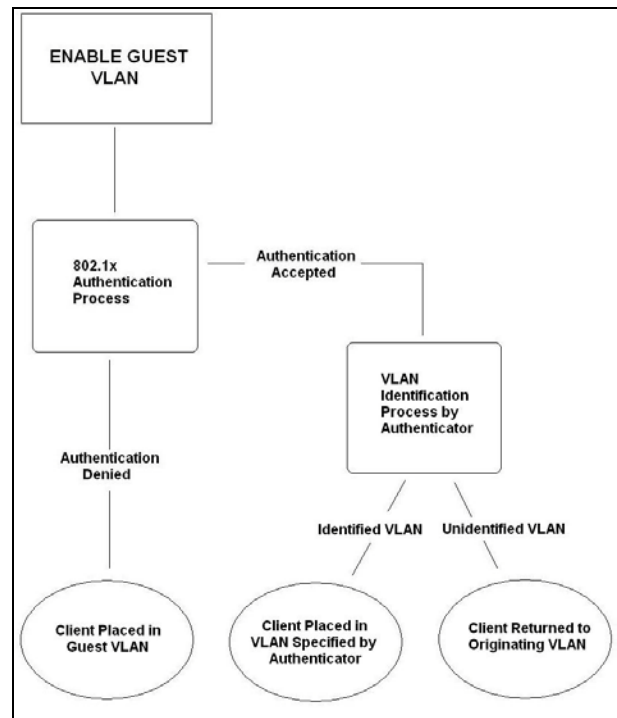 ENABLE GUEST
VLAN
802.1x
Authentication
Process
Authentication
Accepted
VLAN
Identification
Process by
Authenticator
Authentication
Denied
Identified VLAN
Unidentified VLAN
Client Placed in
Guest VLAN
Client Placed in
VLAN Specified by
Authenticator
Client Returned to
Originating VLAN